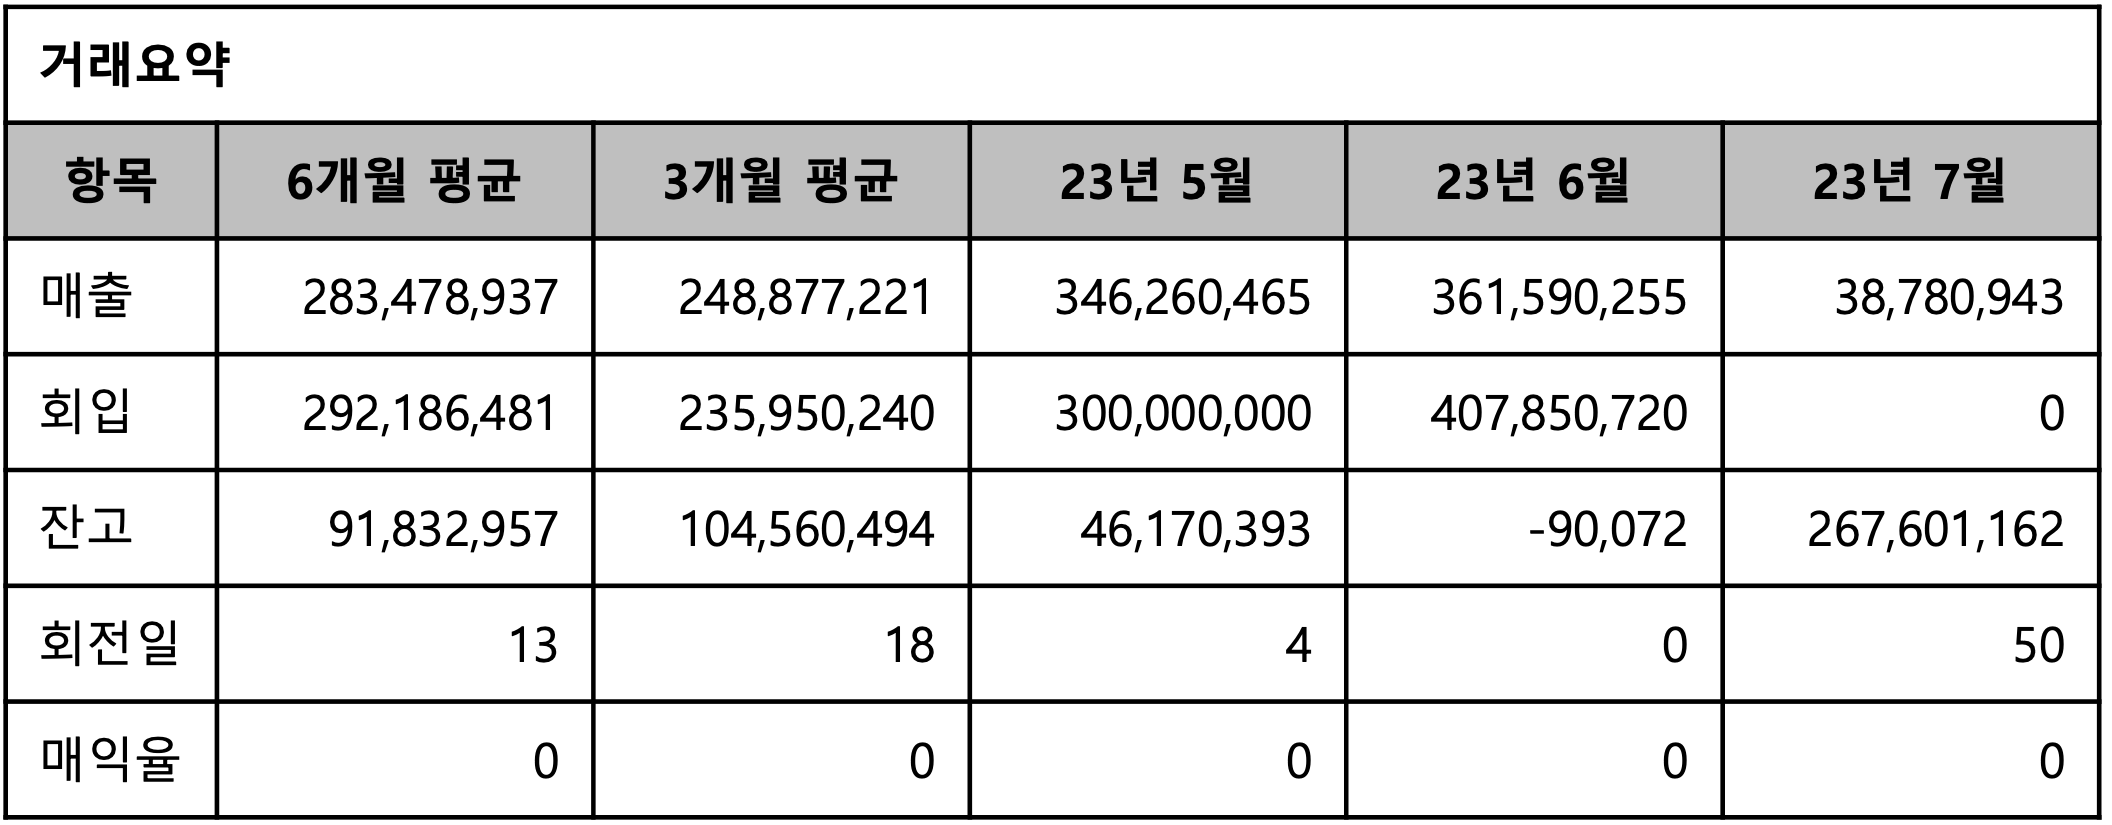 거래요약
항목 6개월 평균 3개월 평균 23년 5월 23년 6월 23년 7월
매출 283,478,937 248,877,221 346,260,465 361,590,255 38,780,943
회입 292,186,481 235,950,240 300,000,000 407,850,720 0
잔고 91,832,957 104,560,494 46,170,393 -90,072 267,601,162
회전일 13 18 4 0 50
매익율 0 0 0 0 0